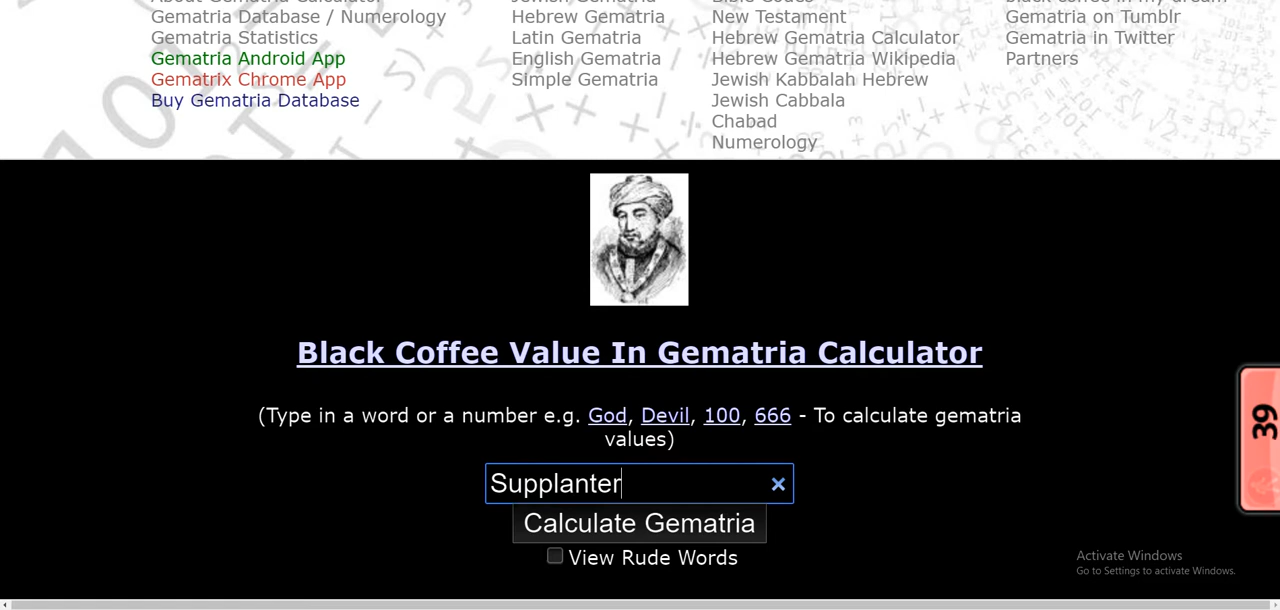 Gematria Database / Numerology
Gematria Statistics
Gematria Android App
Gematrix Chrome App
Buy Gematria Database
Hebrew Gematria
Latin Gematria
English Gematria
Simple Gematria
New Testament
Hebrew Gematria Calculator
Hebrew Gematria Wikipedia
Jewish Kabbalah Hebrew
Jewish Cabbala
Chabad
Numerology
Gematria on Tumblr
Gematria in Twitter
Partners
Black Coffee Value In Gematria Calculator
(Type in a word or a number e.g. God, Devil, 100, 666 - To calculate gematria
values)
Supplanter
Calculate Gematria
View Rude Words
39
Activate Windows
Go to Settings to activate Windows.